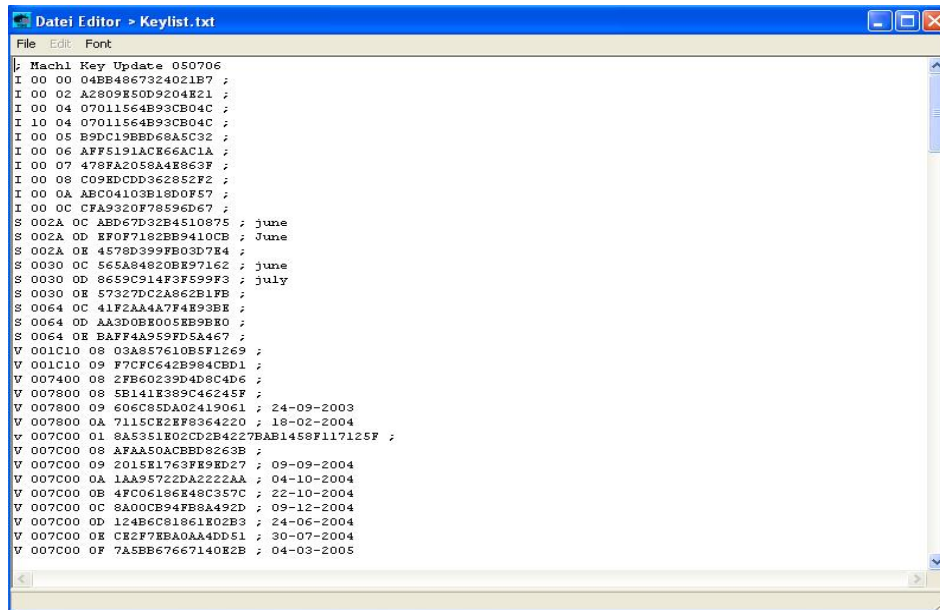 Datei Editor > Keylist.txt
File Edit Font
; Mach1 Key Update 050706
I 00 00 04BB4867324021B7 ;
I 00 02 A2809E50D9204E21 ;
I 00 04 07011564B93CB04C ;
I 10 04 07011564B93CB04C ;
I 00 05 B9DC19BBD68A5C32 ;
I 00 06 AFF5191ACE66AC1A ;
I 00 07 478FA2058A4E863F ;
I 00 08 C09EDCDD362852F2 ;
I 00 0A ABC04103B18D0F57 ;
I 00 0C CFA9320F78596D67 ;
S 002A 0C ABD67D32B4510875 ; june
S 002A 0D EF0F7182BB9410CB ; June
S 002A 0E 4578D399FB03D7E4 ;
S 0030 0C 565A84820BE97162 ; june
S 0030 0D 8659C914F3F599F3 ; july
S 0030 0E 57327DC2A862B1FB ;
S 0064 0C 41F2AA4A7F4E93BE ;
S 0064 0D AA3D0BE005EB9BE0 ;
S 0064 0E BAFF4A959FD5A467 ;
V 001C10 08 03A857610B5F1269 ;
V 001C10 09 F7CFC642B984CBD1 ;
V 007400 08 2FB60239D4D8C4D6 ;
V 007800 08 5B141E389C46245F ;
V 007800 09 606C85DA02419061 ; 24-09-2003
V 007800 0A 7115CE2EF8364220 ; 18-02-2004
v 007C00 01 8A5351E02CD2B4227BAB1458F117125F ;
V 007C00 08 AFAA50ACBBD8263B ;
V 007C00 09 2015E1763FE9ED27 ; 09-09-2004
V 007C00 0A 1AA95722DA2222AA ; 04-10-2004
V 007C00 0B 4FC06186E48C357C ; 22-10-2004
V 007C00 0C 8A00CB94FB8A492D ; 09-12-2004
V 007C00 0D 124B6C81861E02B3 ; 24-06-2004
V 007C00 0E CE2F7EBA0AA4DD51 ; 30-07-2004
V 007C00 0F 7A5BB67667140E2B ; 04-03-2005